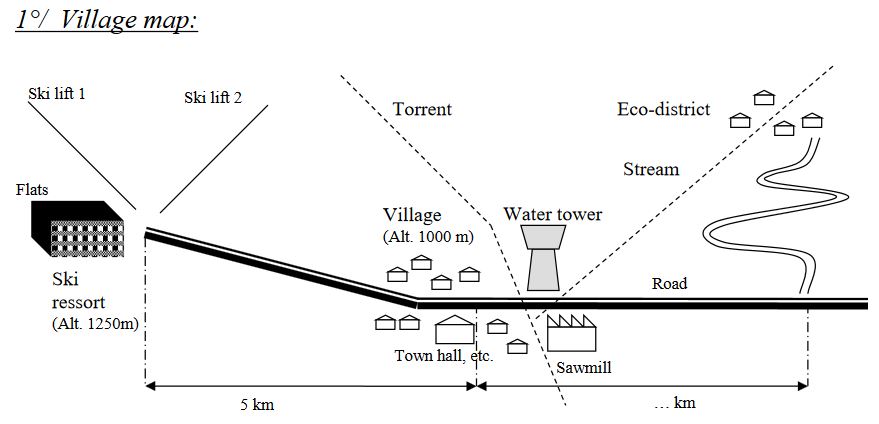 1°/ Village map:
Ski lift 1
Ski lift 2
Torrent
Eco-district
Stream
Flats
Village
(Alt. 1000 m)
Water tower
Ski
ressort
(Alt. 1250m)
Road
Town hall, etc.
Sawmill
5 km
… km